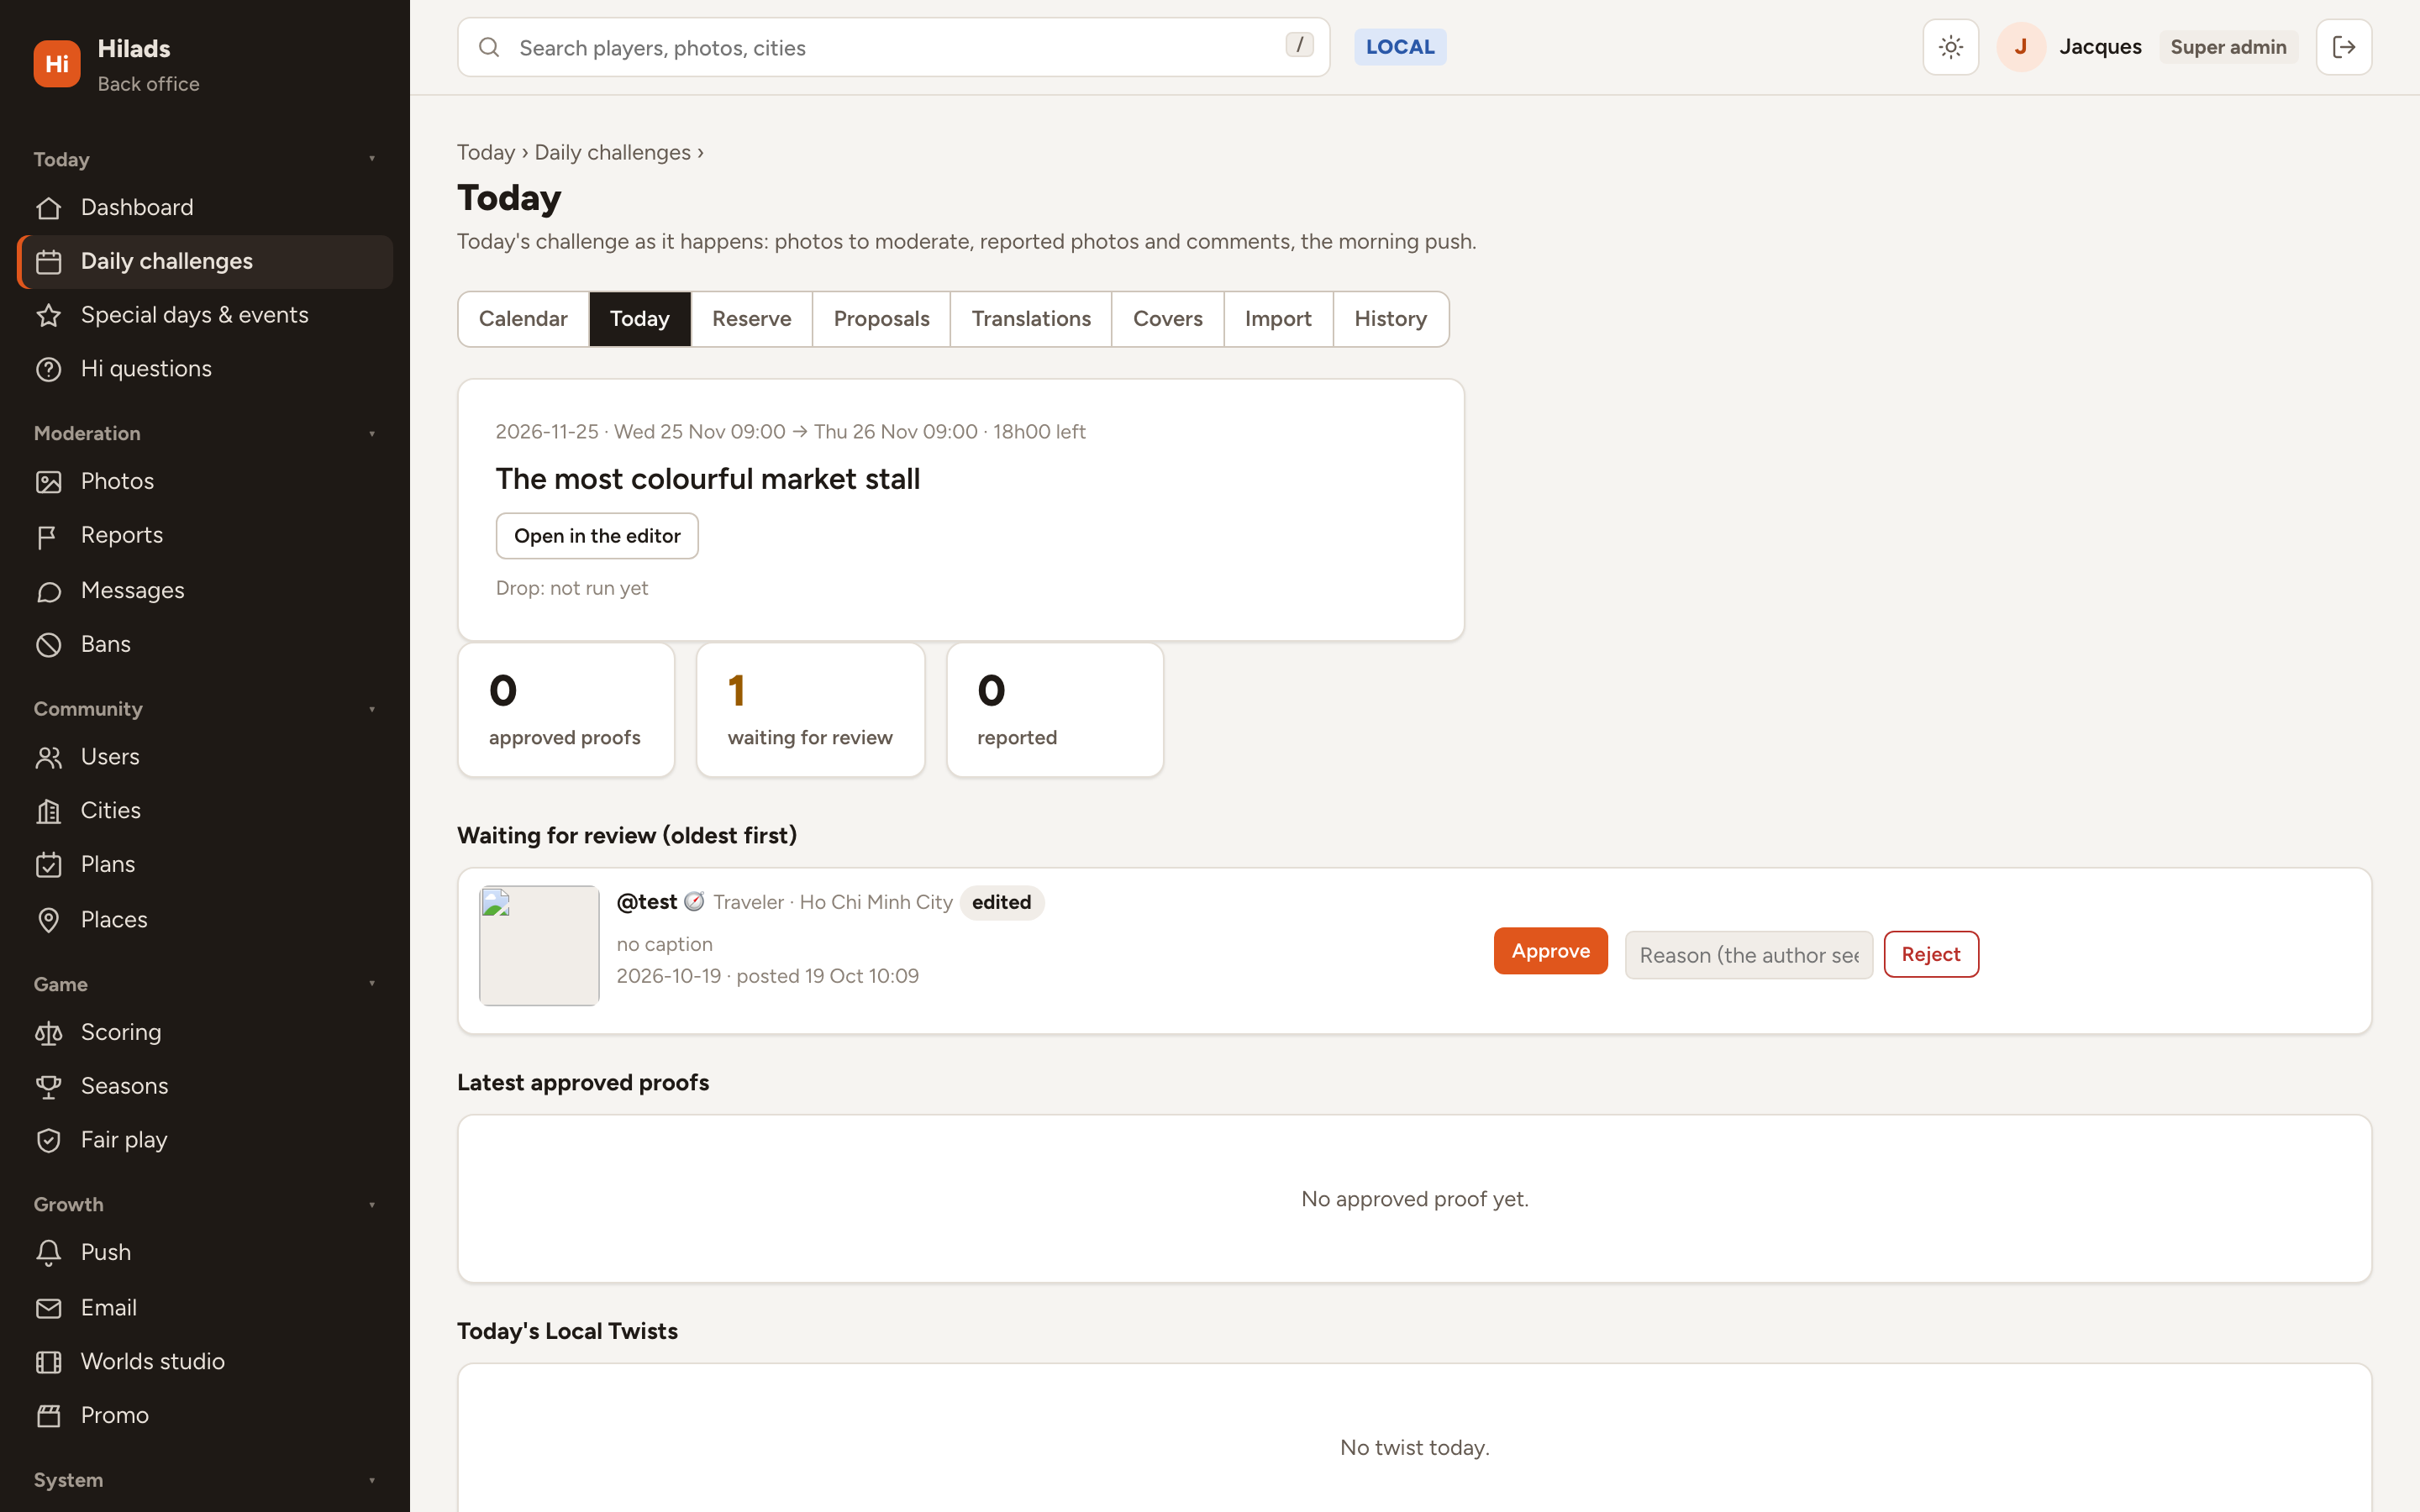 Hi
Hilads
Back office
Today
Dashboard
Daily challenges
Special days & events
Hi questions
Moderation
Photos
Reports
Messages
Bans
Community
Users
Cities
Plans
Places
Game
Scoring
Seasons
Fair play
Growth
Push
Email
Worlds studio
Promo
System
Search players, photos, cities
/
LOCAL
J
Jacques
Super admin
Today › Daily challenges ›
Today
Today's challenge as it happens: photos to moderate, reported photos and comments, the morning push.
Calendar
Today
Reserve
Proposals
Translations
Covers
Import
History
2026-11-25 · Wed 25 Nov 09:00 → Thu 26 Nov 09:00 · 18h00 left
The most colourful market stall
Open in the editor
Drop: not run yet
0
approved proofs
1
waiting for review
0
reported
Waiting for review (oldest first)
@test 🧭 Traveler · Ho Chi Minh City edited
no caption
2026-10-19 · posted 19 Oct 10:09
Approve
Reason (the author see
Reject
Latest approved proofs
No approved proof yet.
Today's Local Twists
No twist today.